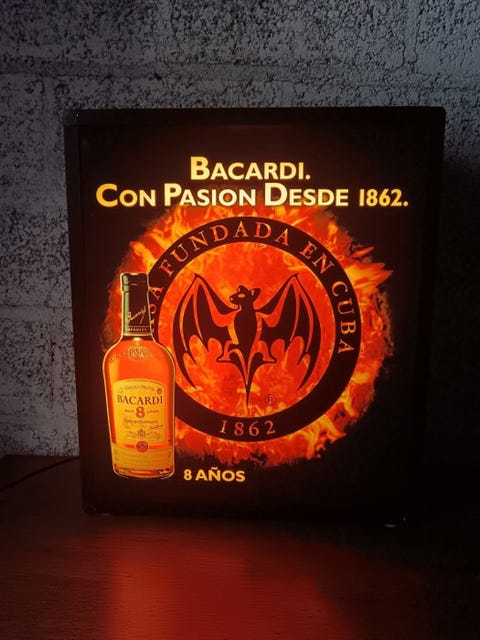 BACARDI.
CON PASION DESDE 1862.
FUNDADA EN CUBA
1862
®
BACARDI
8
8 AÑOS